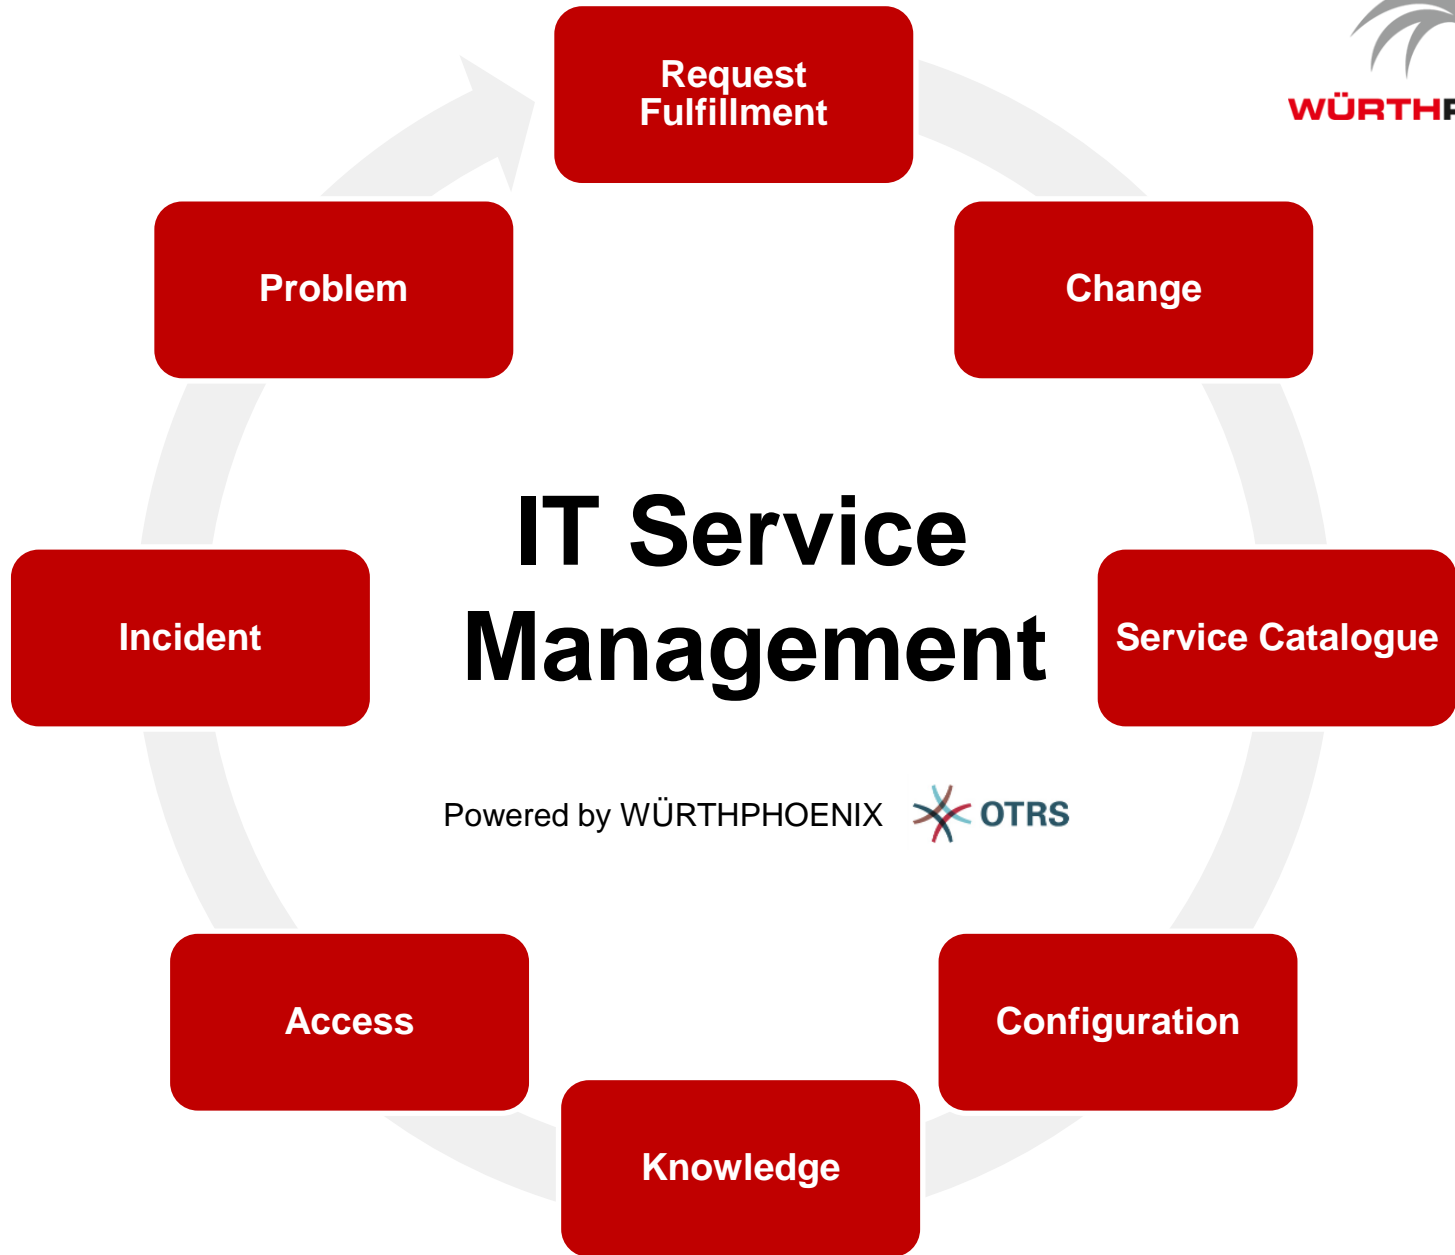 Request
Fulfillment
WÜRTHP
Problem
Change
IT Service
Management
Incident
Service Catalogue
Powered by WÜRTHPHOENIX
OTRS
Access
Configuration
Knowledge